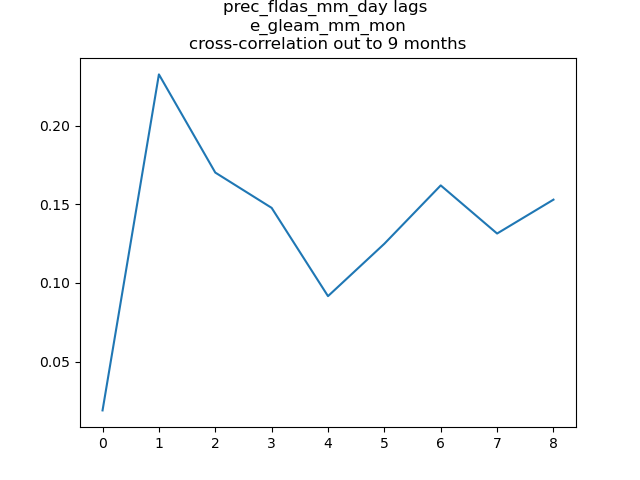 prec_fldas_mm_day lags
e_gleam_mm_mon
cross-correlation out to 9 months
0.20
0.15
0.10
0.05
0 1 2 3 4 5 6 7 8